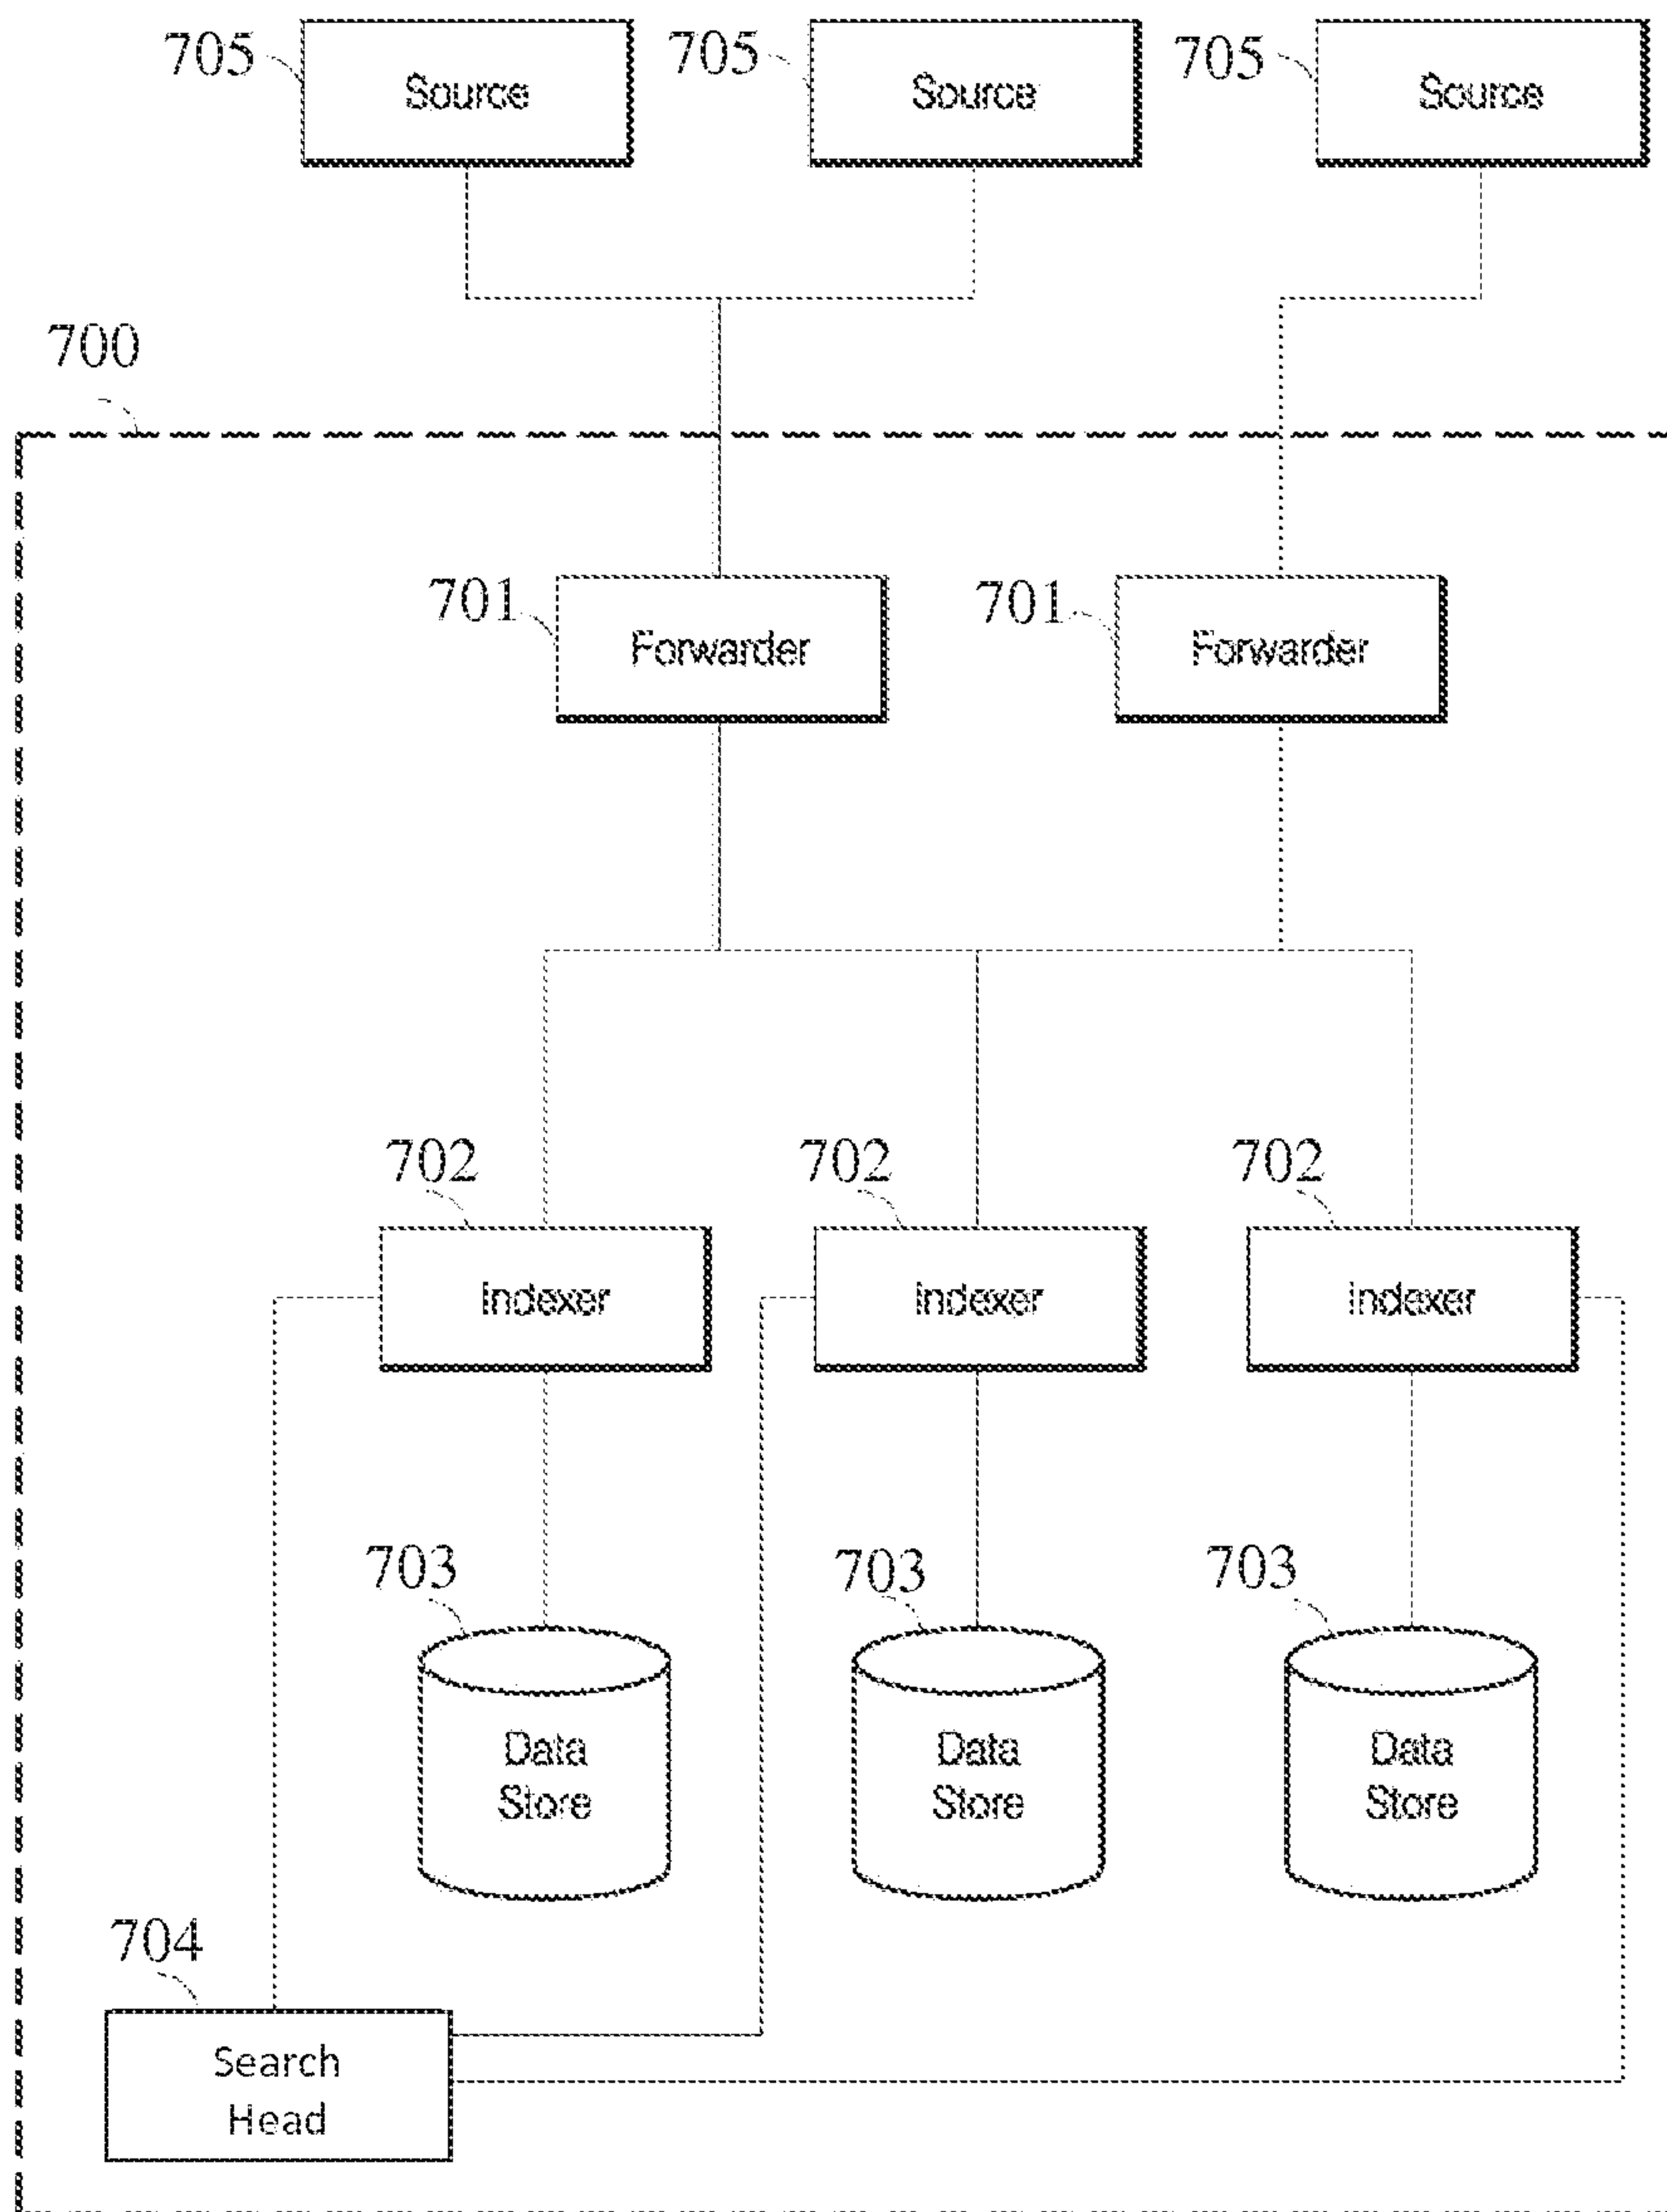 705
705
705
Source
Source
Source
700
701
701
Forwarder
Forwarder
702
702
702
Indexer
Indexer
Indexer
703
703
703
Data
Store
Data
Store
Data
Store
704
Search
Head